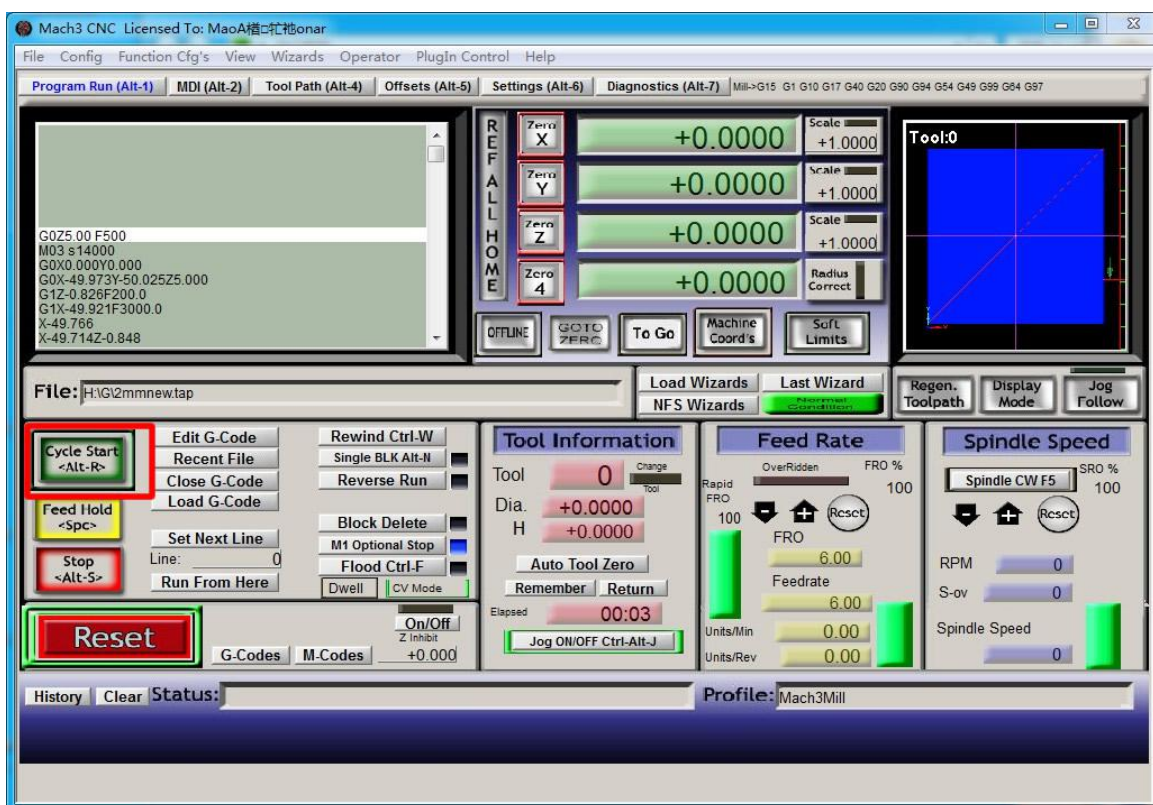 Mach3 CNC Licensed To: MaoA楷□牤衪onar
File Config Function Cfg's View Wizards Operator PlugIn Control Help
Program Run (Alt-1) MDI (Alt-2) Tool Path (Alt-4) Offsets (Alt-5) Settings (Alt-6) Diagnostics (Alt-7) Mill->G15 G1 G10 G17 G40 G20 G90 G94 G54 G49 G99 G64 G97
G0Z5.00 F500
M03 s14000
G0X0.000Y0.000
G0X-49.973Y-50.025Z5.000
G1Z-0.826F200.0
G1X-49.921F3000.0
X-49.766
X-49.714Z-0.848
REF ALL HOME
Zero X +0.0000 Scale +1.0000
Zero Y +0.0000 Scale +1.0000
Zero Z +0.0000 Scale +1.0000
Zero 4 +0.0000 Radius Correct
OFFLINE GOTO ZERO To Go Machine Coord's Soft Limits
Tool:0
File: H:\G\2mmnew.tap
Load Wizards Last Wizard
NFS Wizards Normal Condition
Regen. Toolpath Display Mode Jog Follow
Cycle Start
<Alt-R>
Feed Hold
<Spc>
Stop
<Alt-S>
Edit G-Code
Recent File
Close G-Code
Load G-Code
Set Next Line
Line: 0
Run From Here
Rewind Ctrl-W
Single BLK Alt-N
Reverse Run
Block Delete
M1 Optional Stop
Flood Ctrl-F
Dwell CV Mode
Reset
G-Codes M-Codes
On/Off
Z Inhibit
+0.000
Tool Information
Tool 0 Change Tool
Dia. +0.0000
H +0.0000
Auto Tool Zero
Remember Return
Elapsed 00:03
Jog ON/OFF Ctrl-Alt-J
Feed Rate
OverRidden FRO %
Rapid FRO 100
100
Reset
FRO
6.00
Feedrate
6.00
Units/Min 0.00
Units/Rev 0.00
Spindle Speed
Spindle CW F5
SRO %
100
Reset
RPM 0
S-ov 0
Spindle Speed
0
History Clear Status:
Profile: Mach3Mill